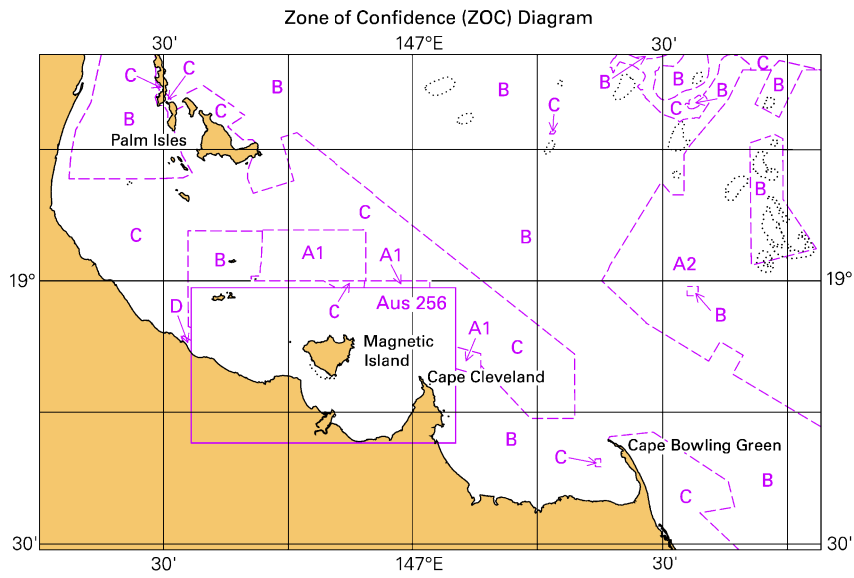 Zone of Confidence (ZOC) Diagram
30' 147°E 30'
C C B B B B C B
B C C C B
Palm Isles
B
C C B
B A1 A1 A2
19° 19°
D C Aus 256 B
A1
Magnetic C
Island
Cape Cleveland
B Cape Bowling Green
C B
C
30' 30'
30' 147°E 30'